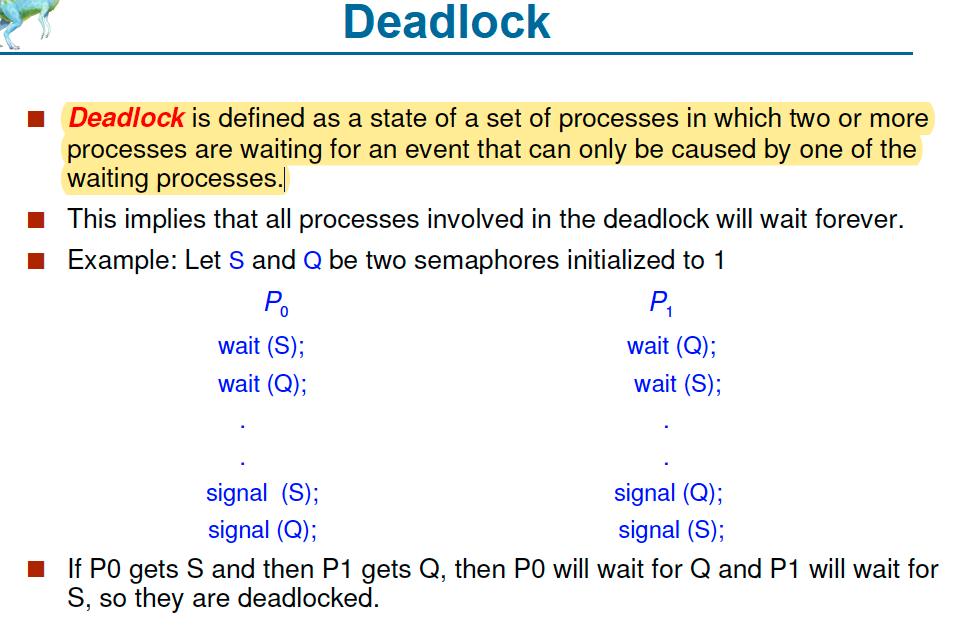 Deadlock
Deadlock is defined as a state of a set of processes in which two or more
processes are waiting for an event that can only be caused by one of the
waiting processes.
This implies that all processes involved in the deadlock will wait forever.
Example: Let S and Q be two semaphores initialized to 1
P0 P1
wait (S); wait (Q);
wait (Q); wait (S);
. .
. .
signal (S); signal (Q);
signal (Q); signal (S);
If P0 gets S and then P1 gets Q, then P0 will wait for Q and P1 will wait for
S, so they are deadlocked.